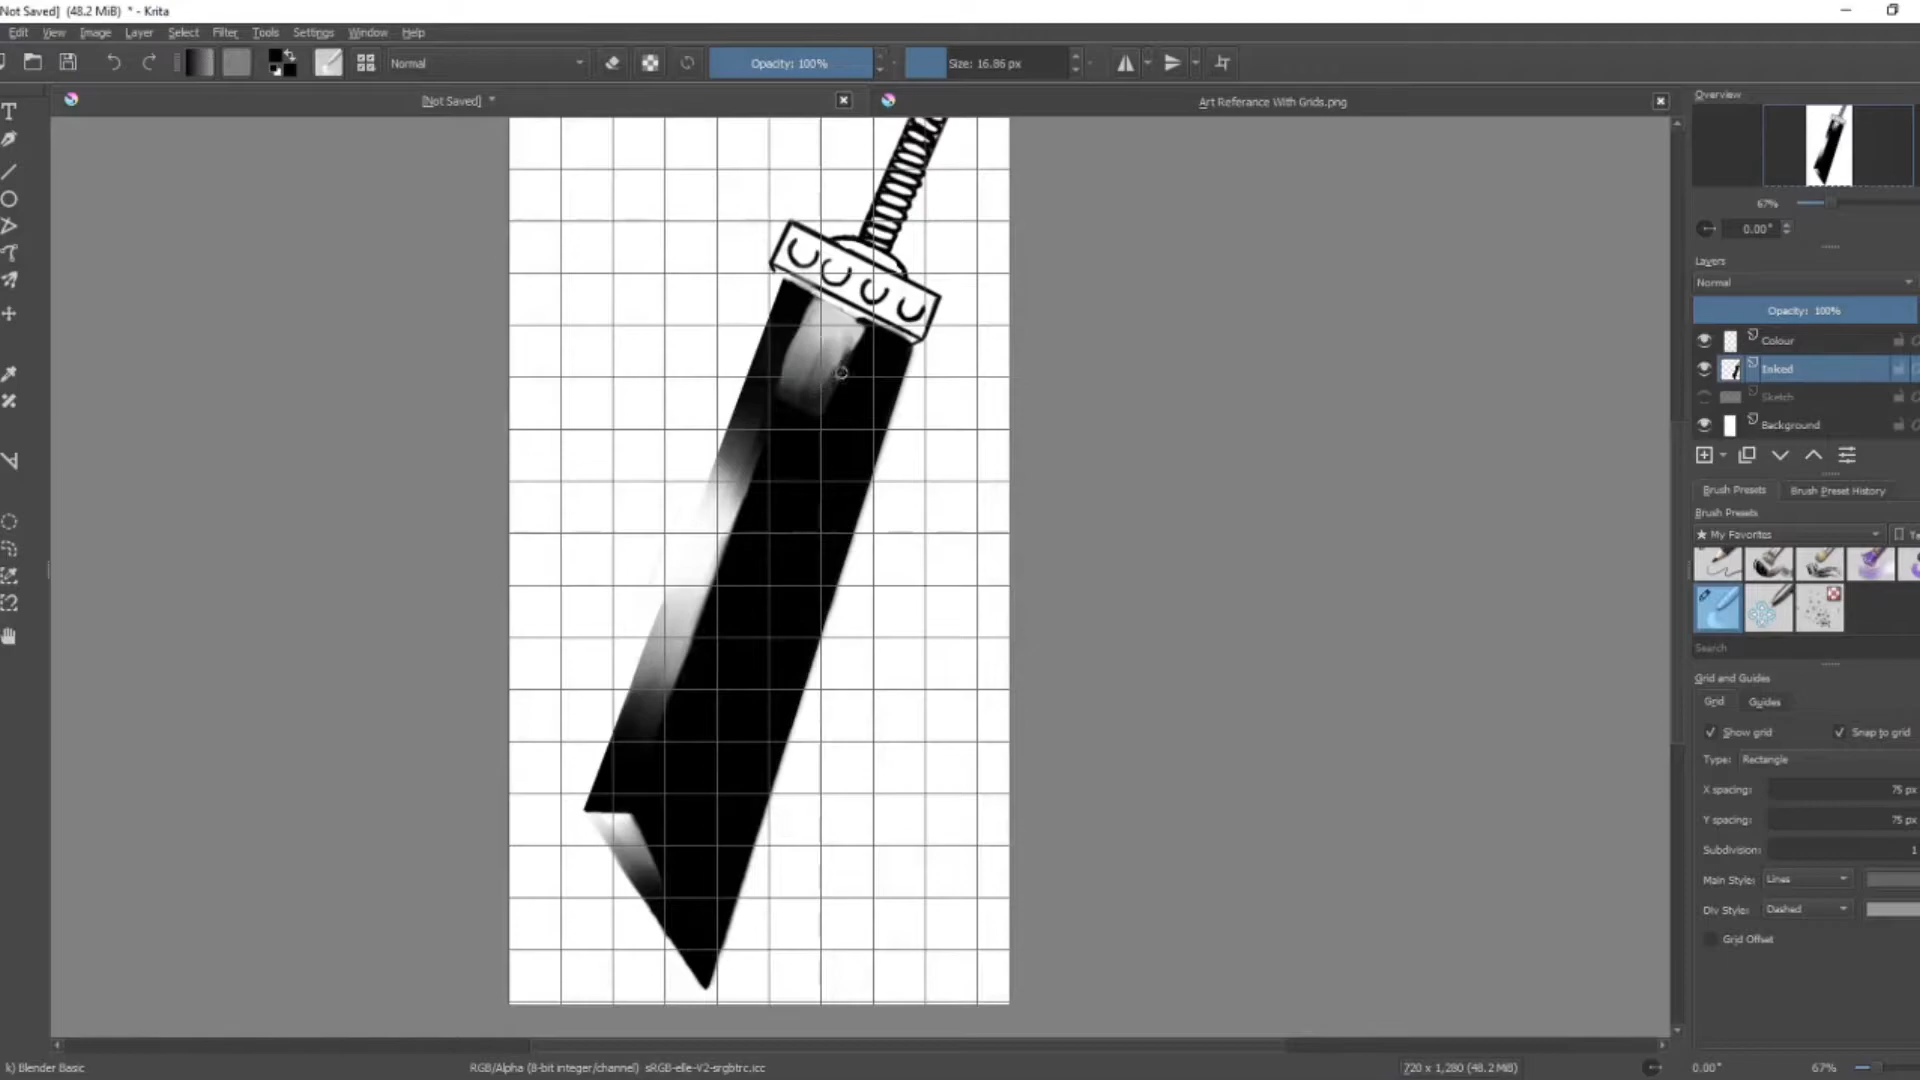 Not Saved] (48.2 MiB) * - Krita
Edit View Image Layer Select Filter Tools Settings Window Help
Normal
Opacity: 100%
Size: 16.86 px
[Not Saved] *
Art Referance With Grids.png
Overview
67%
0.00°
Layers
Normal
Opacity: 100%
Colour
Inked
Sketch
Background
Brush Presets Brush Preset History
Brush Presets
★ My Favorites
Search
Grid and Guides
Grid Guides
Show grid Snap to grid
Type: Rectangle
X spacing: 75 px
Y spacing: 75 px
Subdivision: 1
Main Style: Lines
Div Style: Dashed
Grid Offset
k) Blender Basic
RGB/Alpha (8-bit integer/channel) sRGB-elle-V2-srgbtrc.icc
720 x 1,280 (48.2 MiB)
0.00°
67%